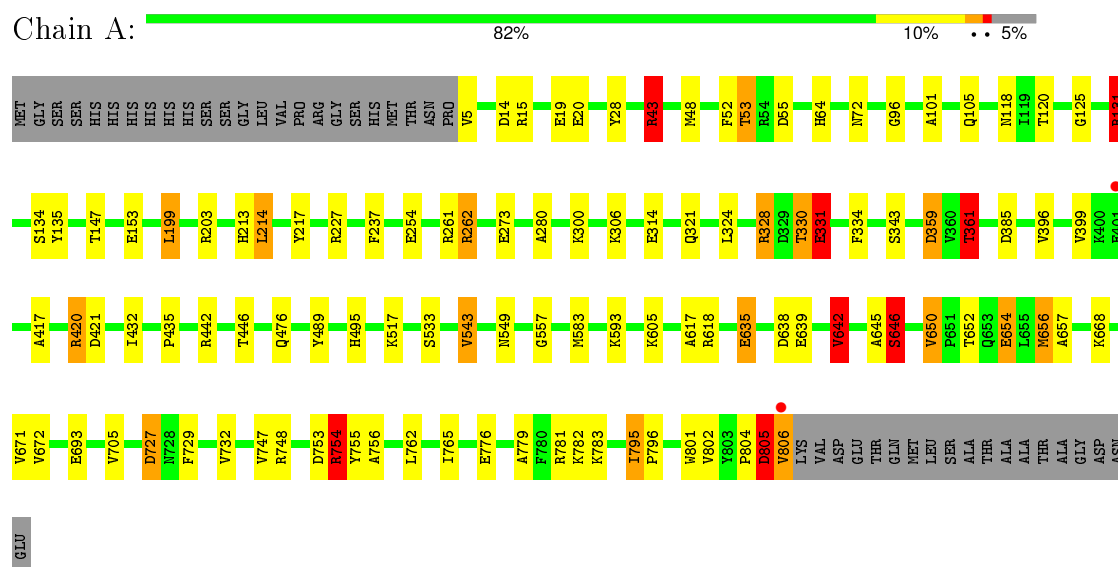 Chain A:
82% 10% • • 5%
MET GLY SER SER HIS HIS HIS HIS HIS HIS SER SER GLY LEU VAL PRO ARG GLY SER HIS MET THR ASN PRO V5 D14 R15 E19 E20 Y28 R43 M48 F52 T53 R54 D55 H64 N72 G96 A101 Q105 N118 I119 T120 G125 R131
S134 Y135 T147 E153 L199 R203 H213 L214 Y217 R227 F237 E254 R261 R262 E273 A280 K300 K306 E314 Q321 L324 R328 D329 T330 E331 F334 S343 D359 V360 T361 D385 V396 V399 K400 E401
A417 R420 D421 I432 P435 R442 T446 Q476 Y489 H495 K517 S533 V543 N549 G557 M583 K593 K605 A617 R618 E635 D638 E639 V642 A645 S646 V650 P651 T652 Q653 E654 L655 M656 A657 K668
V671 V672 E693 V705 D727 N728 F729 V732 V747 R748 D753 R754 Y755 A756 L762 I765 E776 A779 F780 R781 K782 K783 I795 P796 W801 V802 Y803 P804 D805 V806 LYS VAL ASP GLU THR GLN MET LEU SER ALA THR ALA ALA THR ALA GLY ASP ASN
GLU